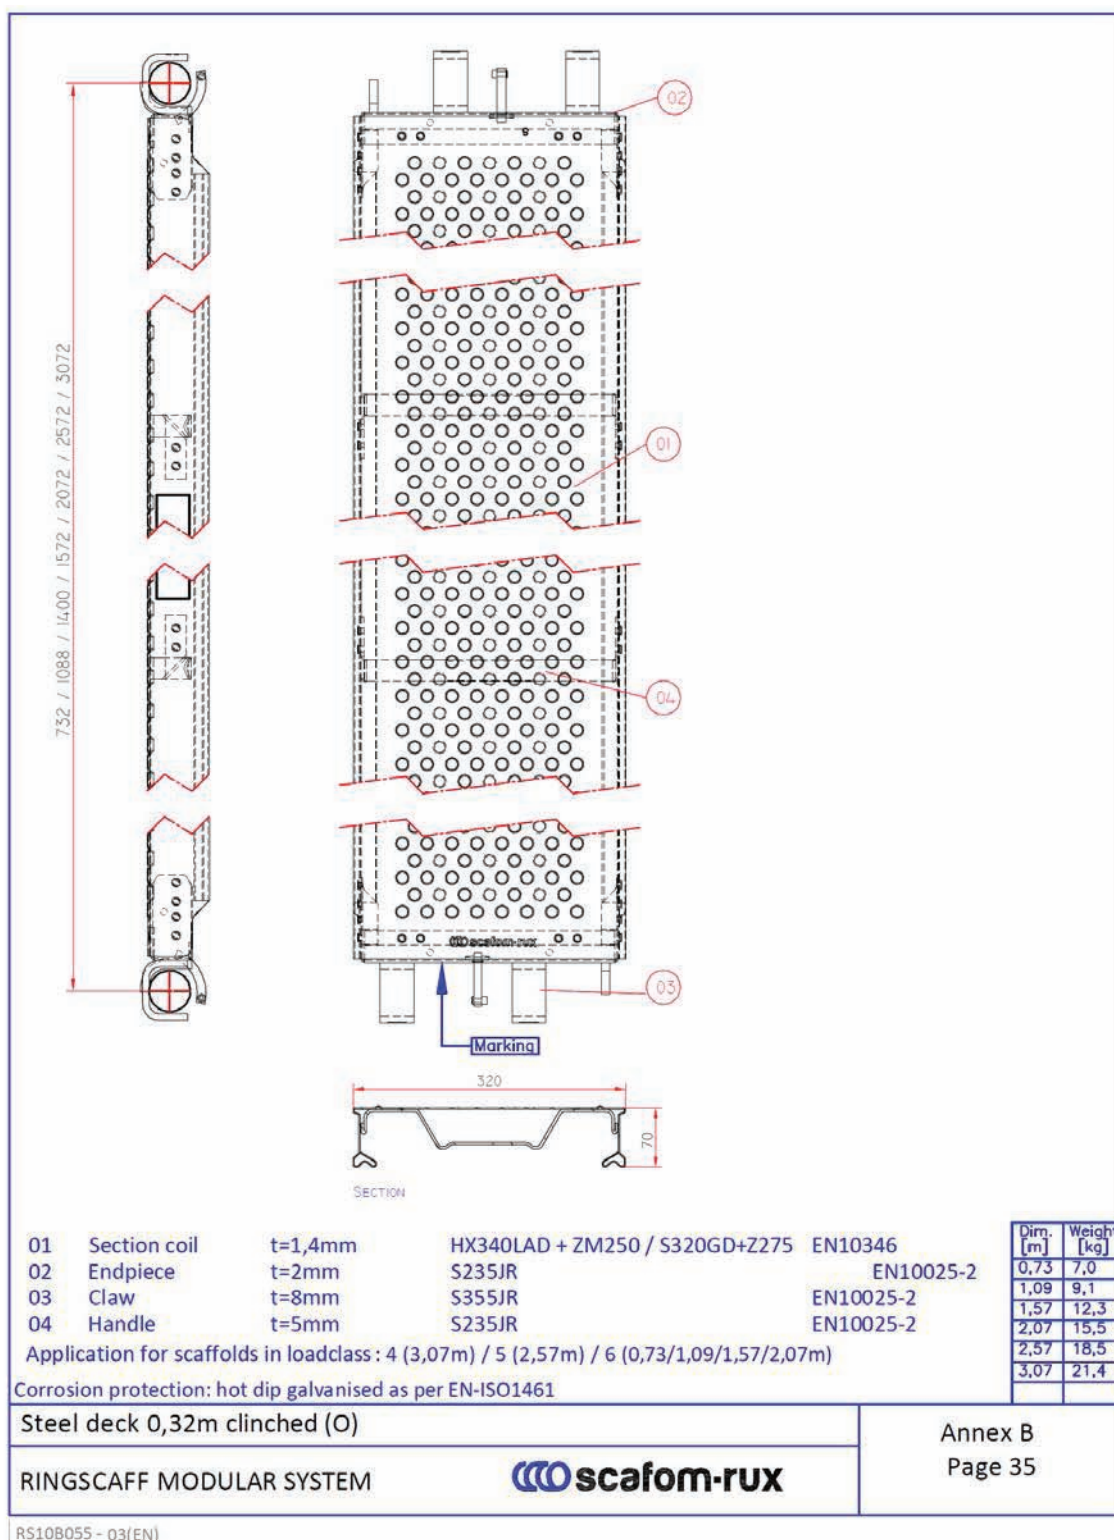 02
01
732 / 1088 / 1400 / 1572 / 2072 / 2572 / 3072
04
scafom-rux
03
Marking
320
70
SECTION
01 Section coil t=1,4mm HX340LAD + ZM250 / S320GD+Z275 EN10346
02 Endpiece t=2mm S235JR EN10025-2
03 Claw t=8mm S355JR EN10025-2
04 Handle t=5mm S235JR EN10025-2
Application for scaffolds in loadclass : 4 (3,07m) / 5 (2,57m) / 6 (0,73/1,09/1,57/2,07m)
Corrosion protection: hot dip galvanised as per EN-ISO1461
Dim. [m] Weight [kg]
0,73 7,0
1,09 9,1
1,57 12,3
2,07 15,5
2,57 18,5
3,07 21,4
Steel deck 0,32m clinched (O)
RINGSCAFF MODULAR SYSTEM
scafom-rux
Annex B
Page 35
RS10B055 - 03(EN)